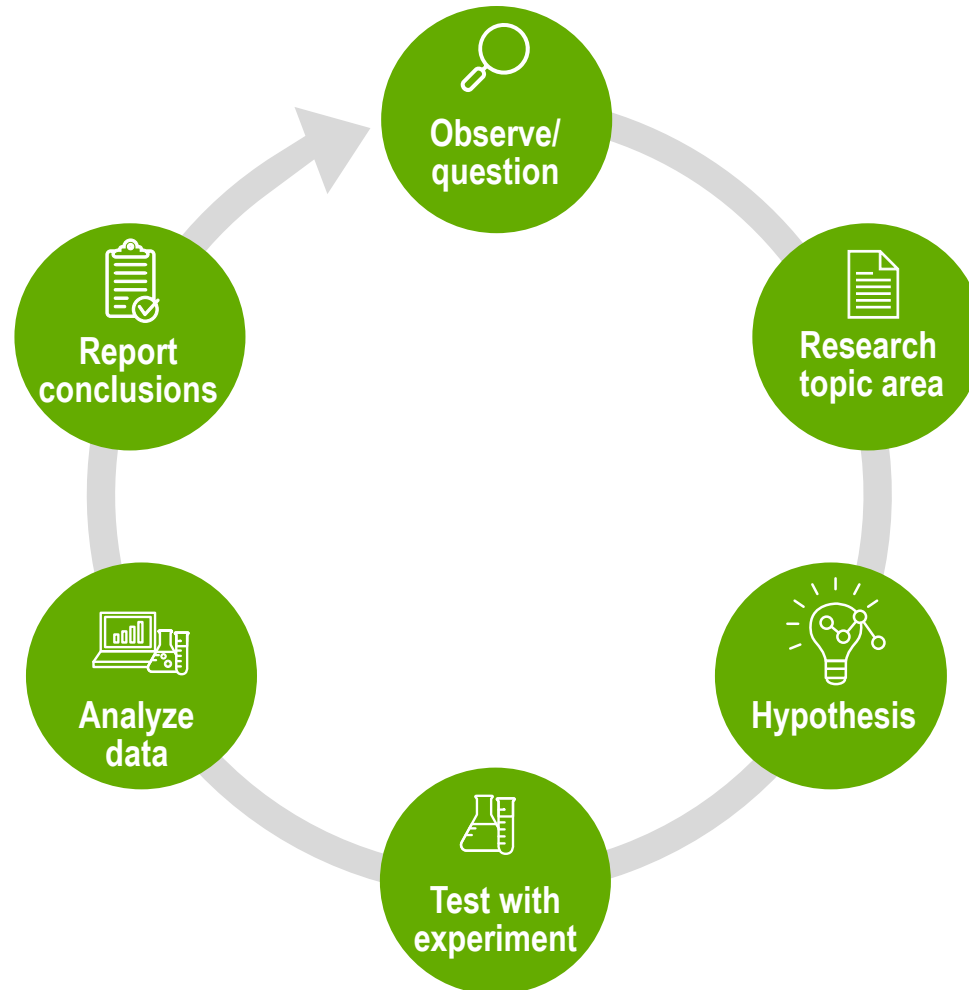 Observe/
question
Research
topic area
Hypothesis
Test with
experiment
Analyze
data
Report
conclusions